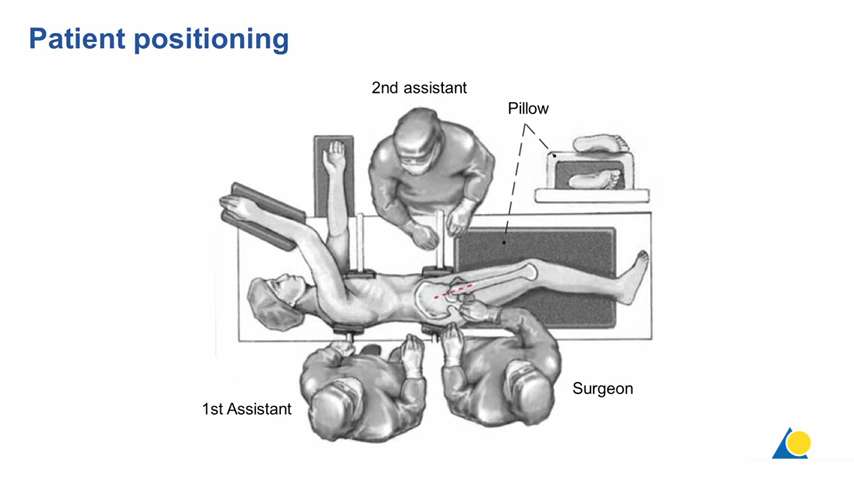 Patient positioning
2nd assistant
Pillow
1st Assistant
Surgeon